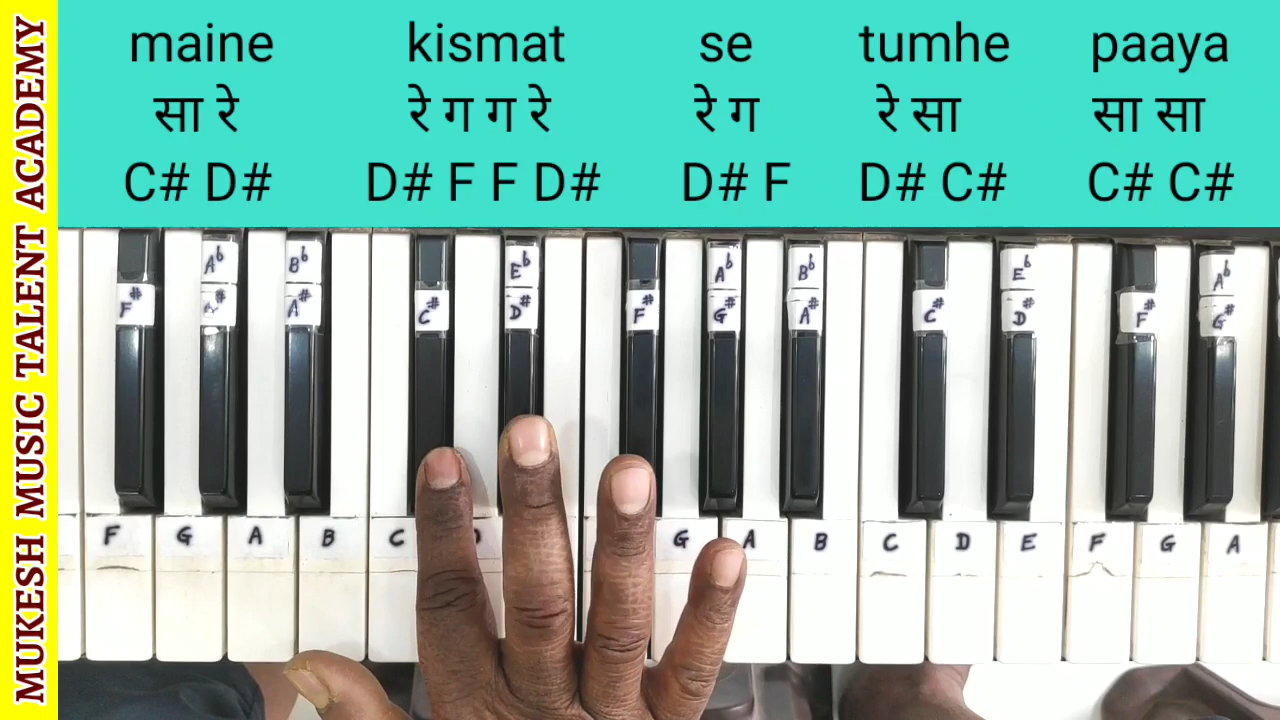 MUKESH MUSIC TALENT ACADEMY
maine kismat se tumhe paaya
सा रे रे ग ग रे रे ग रे सा सा सा
C# D# D# F F D# D# F D# C# C# C#
A♭ B♭ E♭ A♭ B♭ E♭ A♭
F# A# C# D# F# G# A# C# D# F# G#
F G A B C G A B C D E F G A